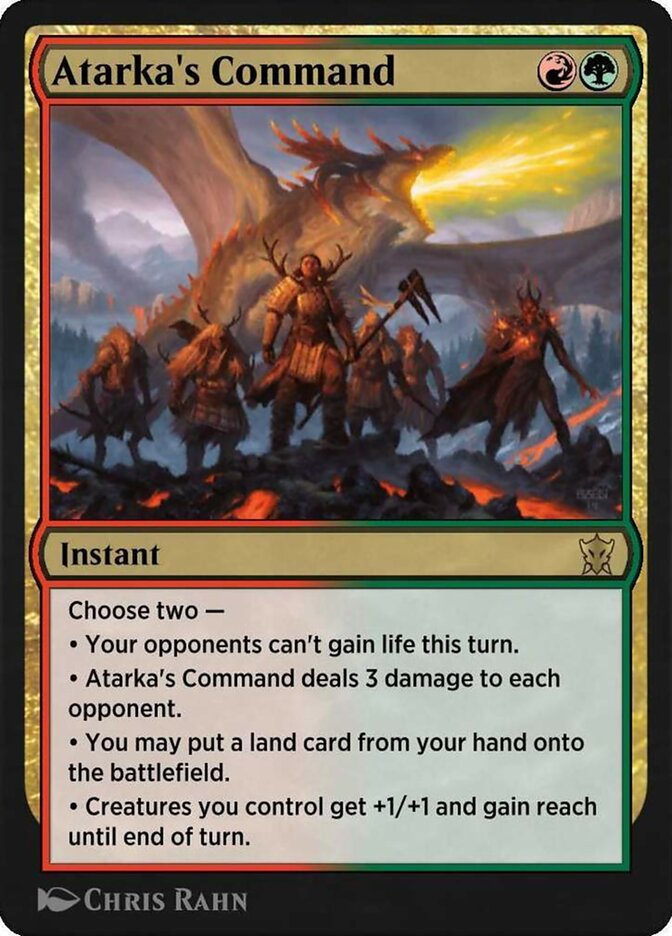 Atarka's Command
Instant
Choose two —
• Your opponents can't gain life this turn.
• Atarka's Command deals 3 damage to each
opponent.
• You may put a land card from your hand onto
the battlefield.
• Creatures you control get +1/+1 and gain reach
until end of turn.
Chris Rahn